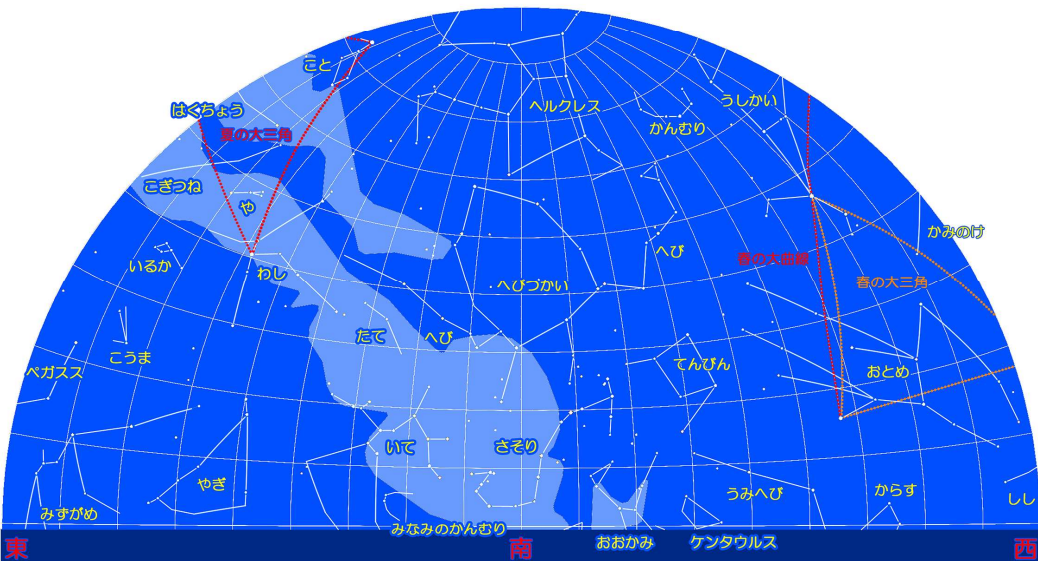 こと
はくちょう
夏の大三角
ヘルクレス
うしかい
かんむり
こぎつね
や
いるか
わし
へび
かみのけ
春の大曲線
春の大三角
へびつかい
たて
へび
こうま
ペガスス
てんびん
おとめ
いて
さそり
やぎ
みずがめ
うみへび
からす
しし
みなみのかんむり
おおかみ
ケンタウルス
東
南
西